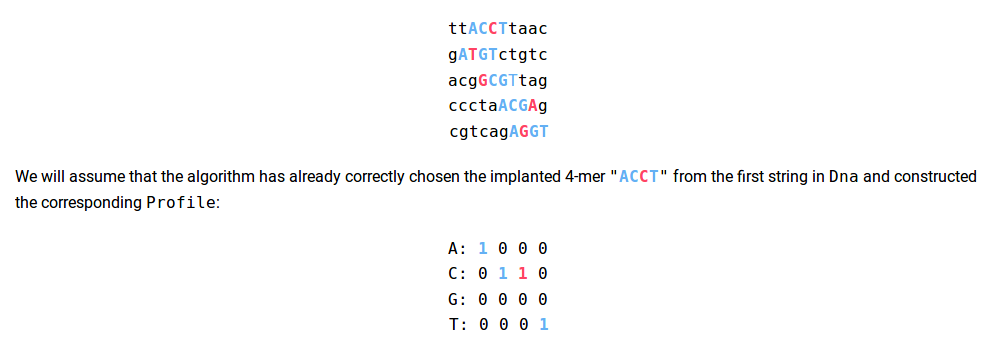 ttACCTtaac
gATGTctgtc
acgGCGTtag
ccctaACGAg
cgtcagAGGT
We will assume that the algorithm has already correctly chosen the implanted 4-mer "ACCT" from the first string in Dna and constructed
the corresponding Profile:
A: 1 0 0 0
C: 0 1 1 0
G: 0 0 0 0
T: 0 0 0 1